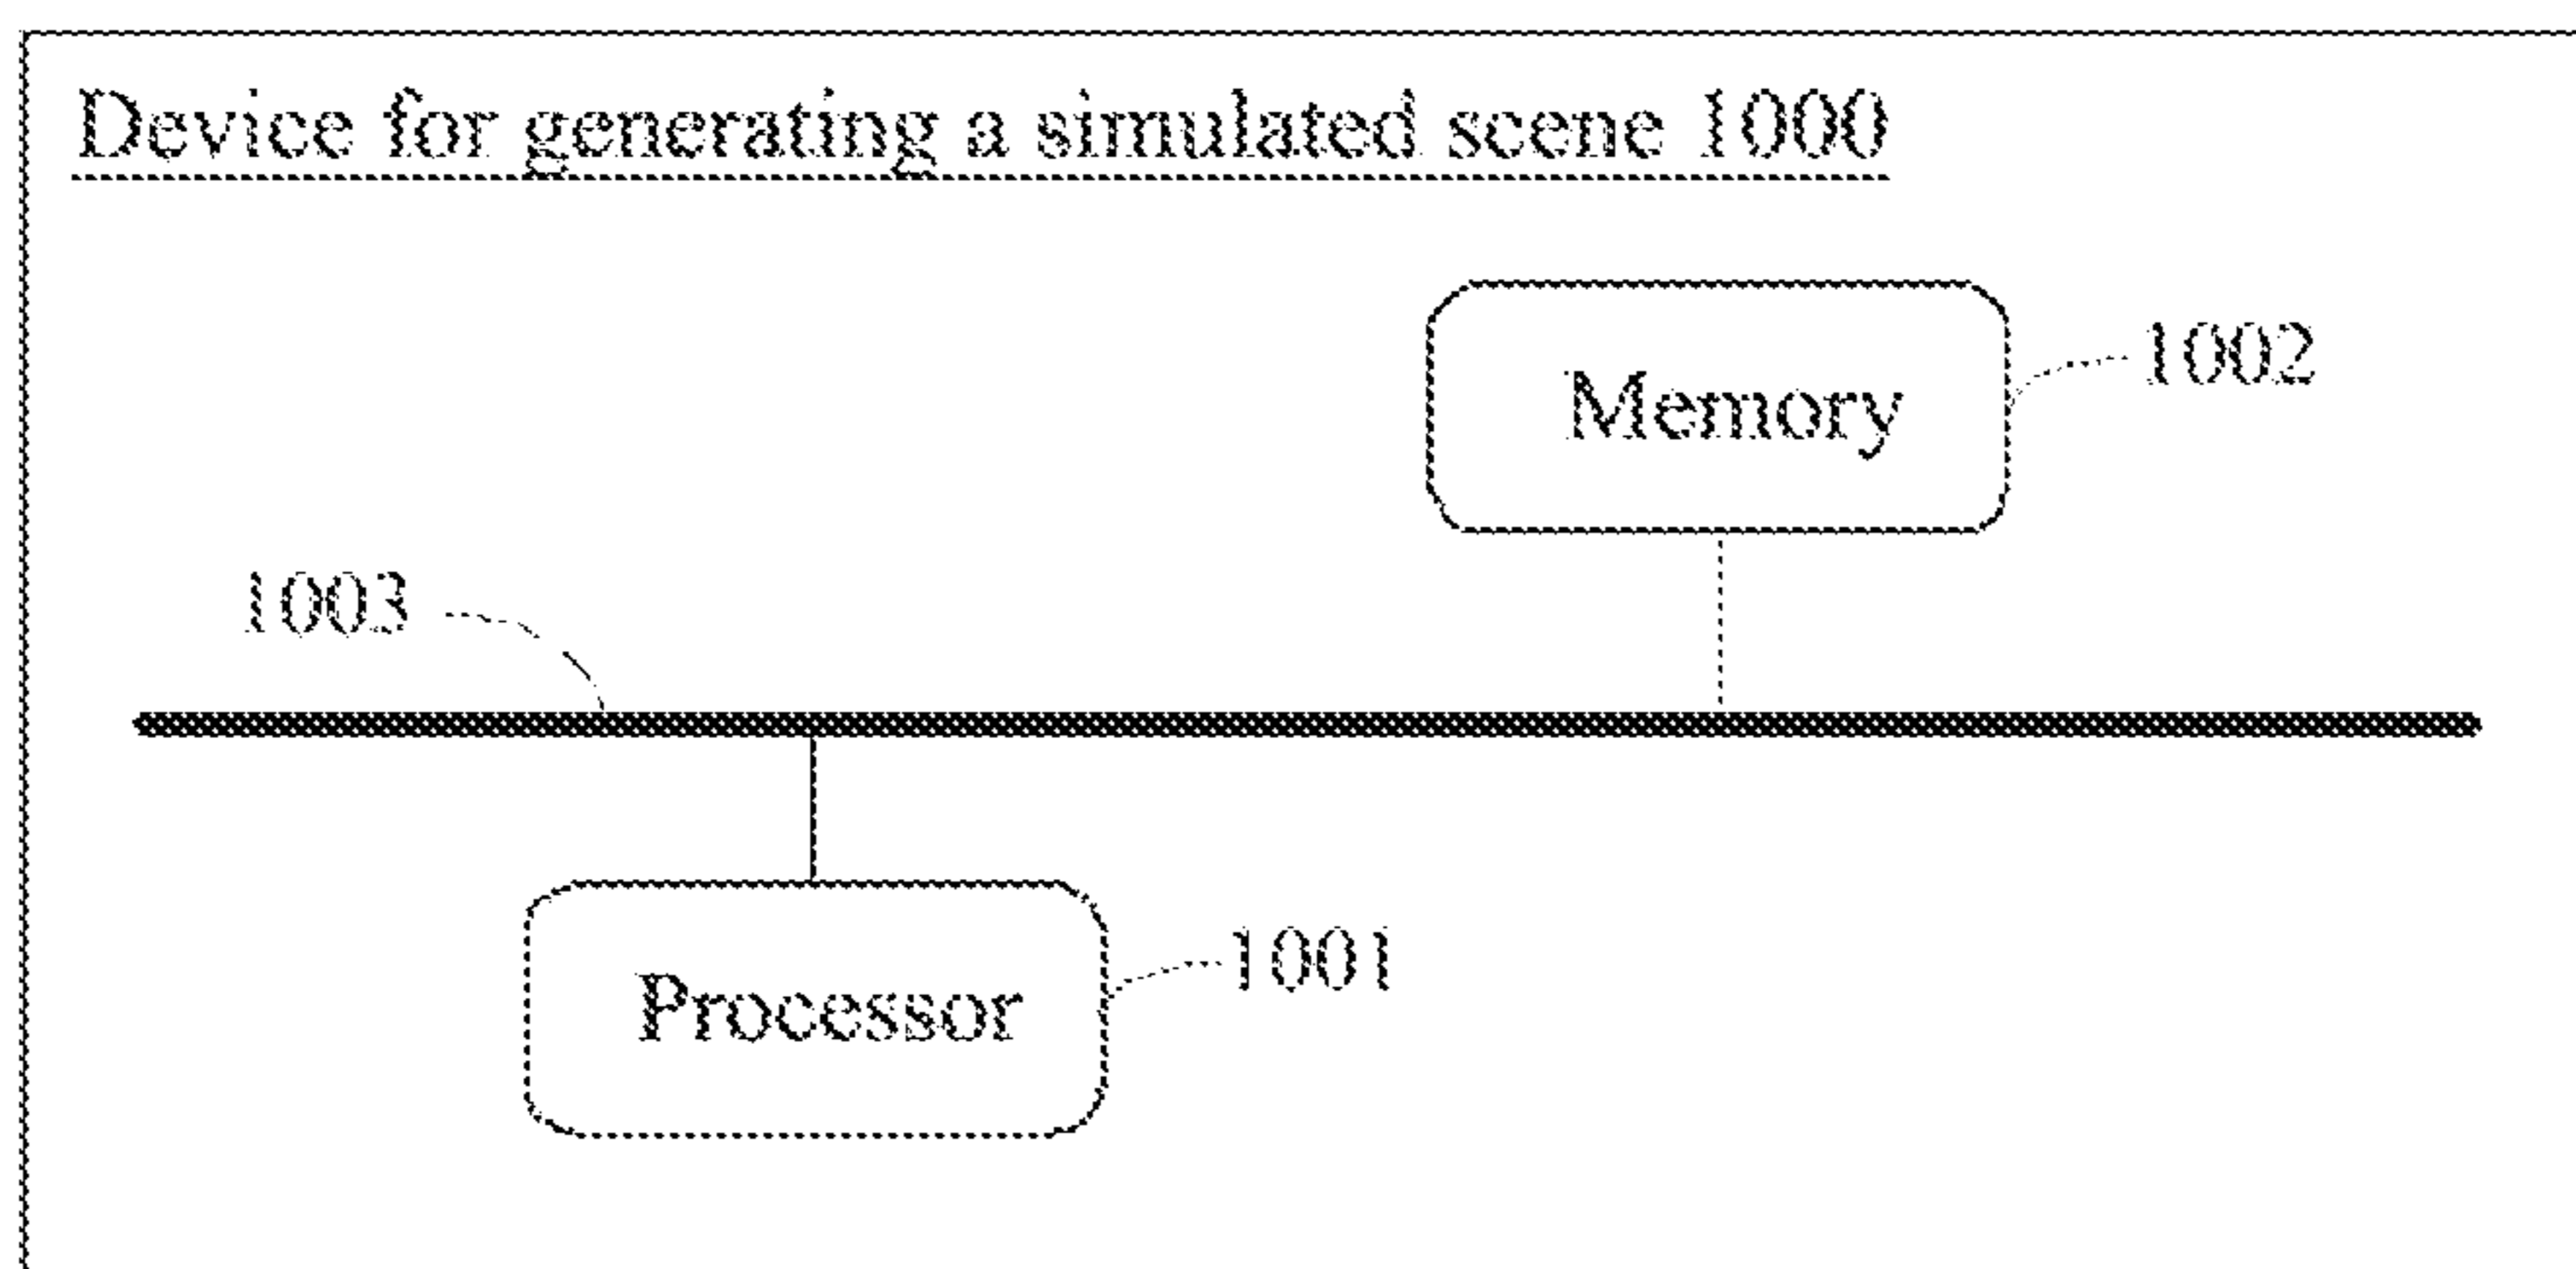 Device for generating a simulated scene 1000
Memory
1002
1003
Processor
1001